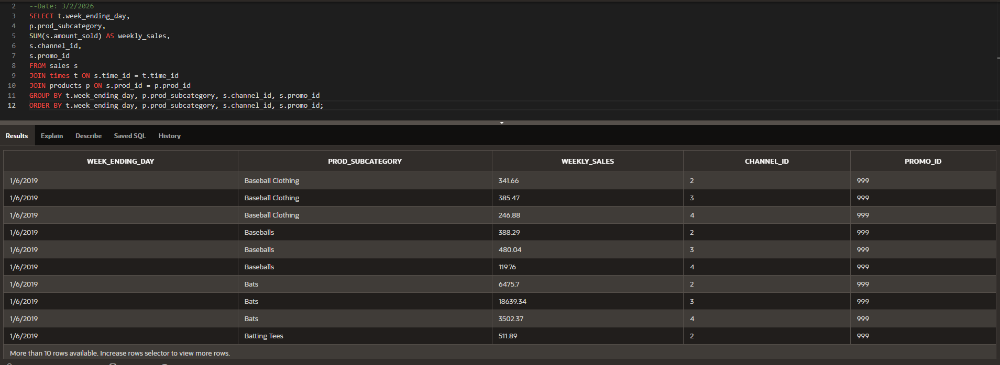 2 --Date: 3/2/2026
3 SELECT t.week_ending_day,
4 p.prod_subcategory,
5 SUM(s.amount_sold) AS weekly_sales,
6 s.channel_id,
7 s.promo_id
8 FROM sales s
9 JOIN times t ON s.time_id = t.time_id
10 JOIN products p ON s.prod_id = p.prod_id
11 GROUP BY t.week_ending_day, p.prod_subcategory, s.channel_id, s.promo_id
12 ORDER BY t.week_ending_day, p.prod_subcategory, s.channel_id, s.promo_id;
Results Explain Describe Saved SQL History
WEEK_ENDING_DAY PROD_SUBCATEGORY WEEKLY_SALES CHANNEL_ID PROMO_ID
1/6/2019 Baseball Clothing 341.66 2 999
1/6/2019 Baseball Clothing 385.47 3 999
1/6/2019 Baseball Clothing 246.88 4 999
1/6/2019 Baseballs 388.29 2 999
1/6/2019 Baseballs 480.04 3 999
1/6/2019 Baseballs 119.76 4 999
1/6/2019 Bats 6475.7 2 999
1/6/2019 Bats 18639.34 3 999
1/6/2019 Bats 3502.37 4 999
1/6/2019 Batting Tees 511.89 2 999
More than 10 rows available. Increase rows selector to view more rows.